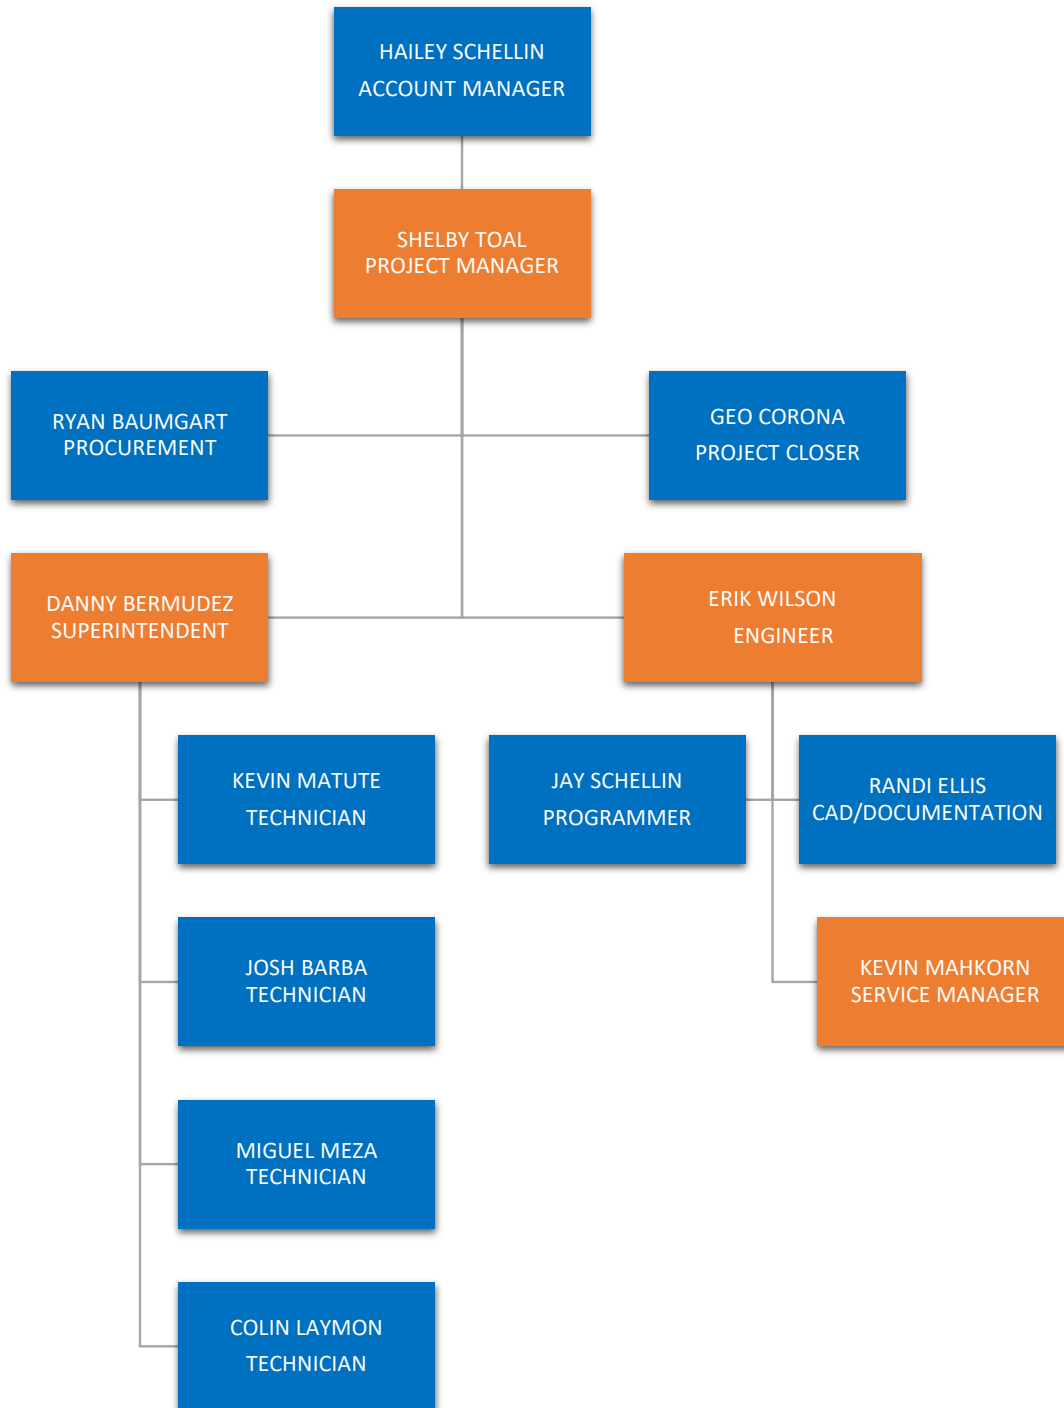 HAILEY SCHELLIN
ACCOUNT MANAGER
SHELBY TOAL
PROJECT MANAGER
RYAN BAUMGART
PROCUREMENT
GEO CORONA
PROJECT CLOSER
DANNY BERMUDEZ
SUPERINTENDENT
ERIK WILSON
ENGINEER
KEVIN MATUTE
TECHNICIAN
JAY SCHELLIN
PROGRAMMER
RANDI ELLIS
CAD/DOCUMENTATION
JOSH BARBA
TECHNICIAN
KEVIN MAHKORN
SERVICE MANAGER
MIGUEL MEZA
TECHNICIAN
COLIN LAYMON
TECHNICIAN